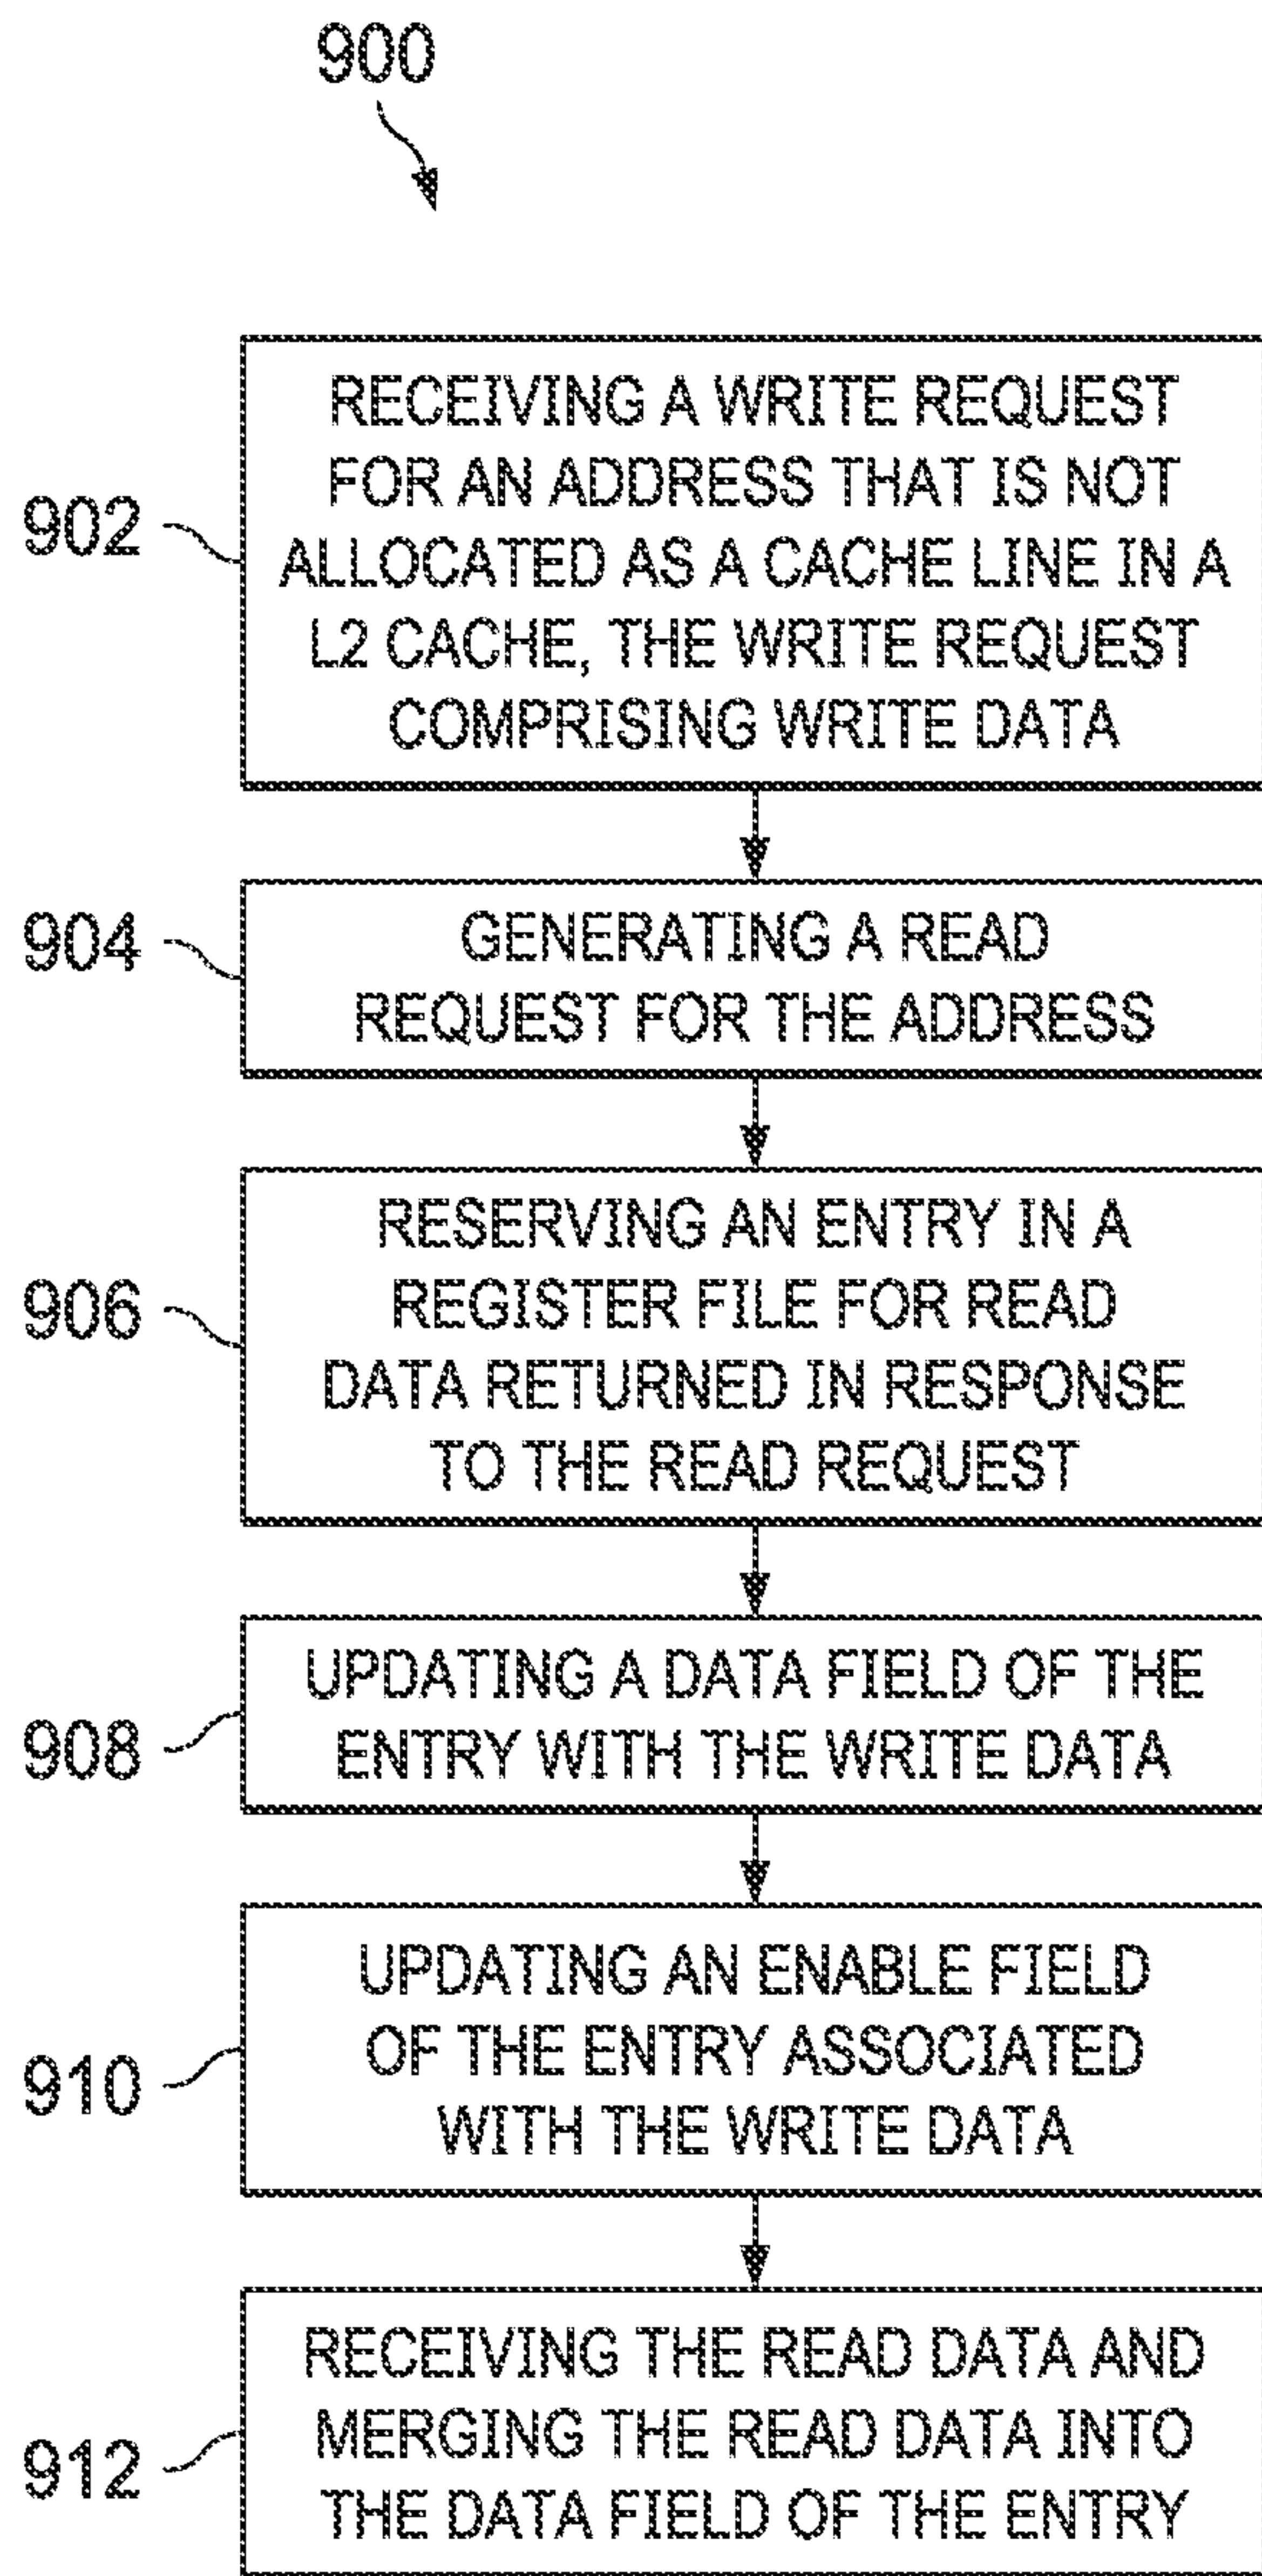 900
902
RECEIVING A WRITE REQUEST
FOR AN ADDRESS THAT IS NOT
ALLOCATED AS A CACHE LINE IN A
L2 CACHE, THE WRITE REQUEST
COMPRISING WRITE DATA
904
GENERATING A READ
REQUEST FOR THE ADDRESS
906
RESERVING AN ENTRY IN A
REGISTER FILE FOR READ
DATA RETURNED IN RESPONSE
TO THE READ REQUEST
908
UPDATING A DATA FIELD OF THE
ENTRY WITH THE WRITE DATA
910
UPDATING AN ENABLE FIELD
OF THE ENTRY ASSOCIATED
WITH THE WRITE DATA
912
RECEIVING THE READ DATA AND
MERGING THE READ DATA INTO
THE DATA FIELD OF THE ENTRY